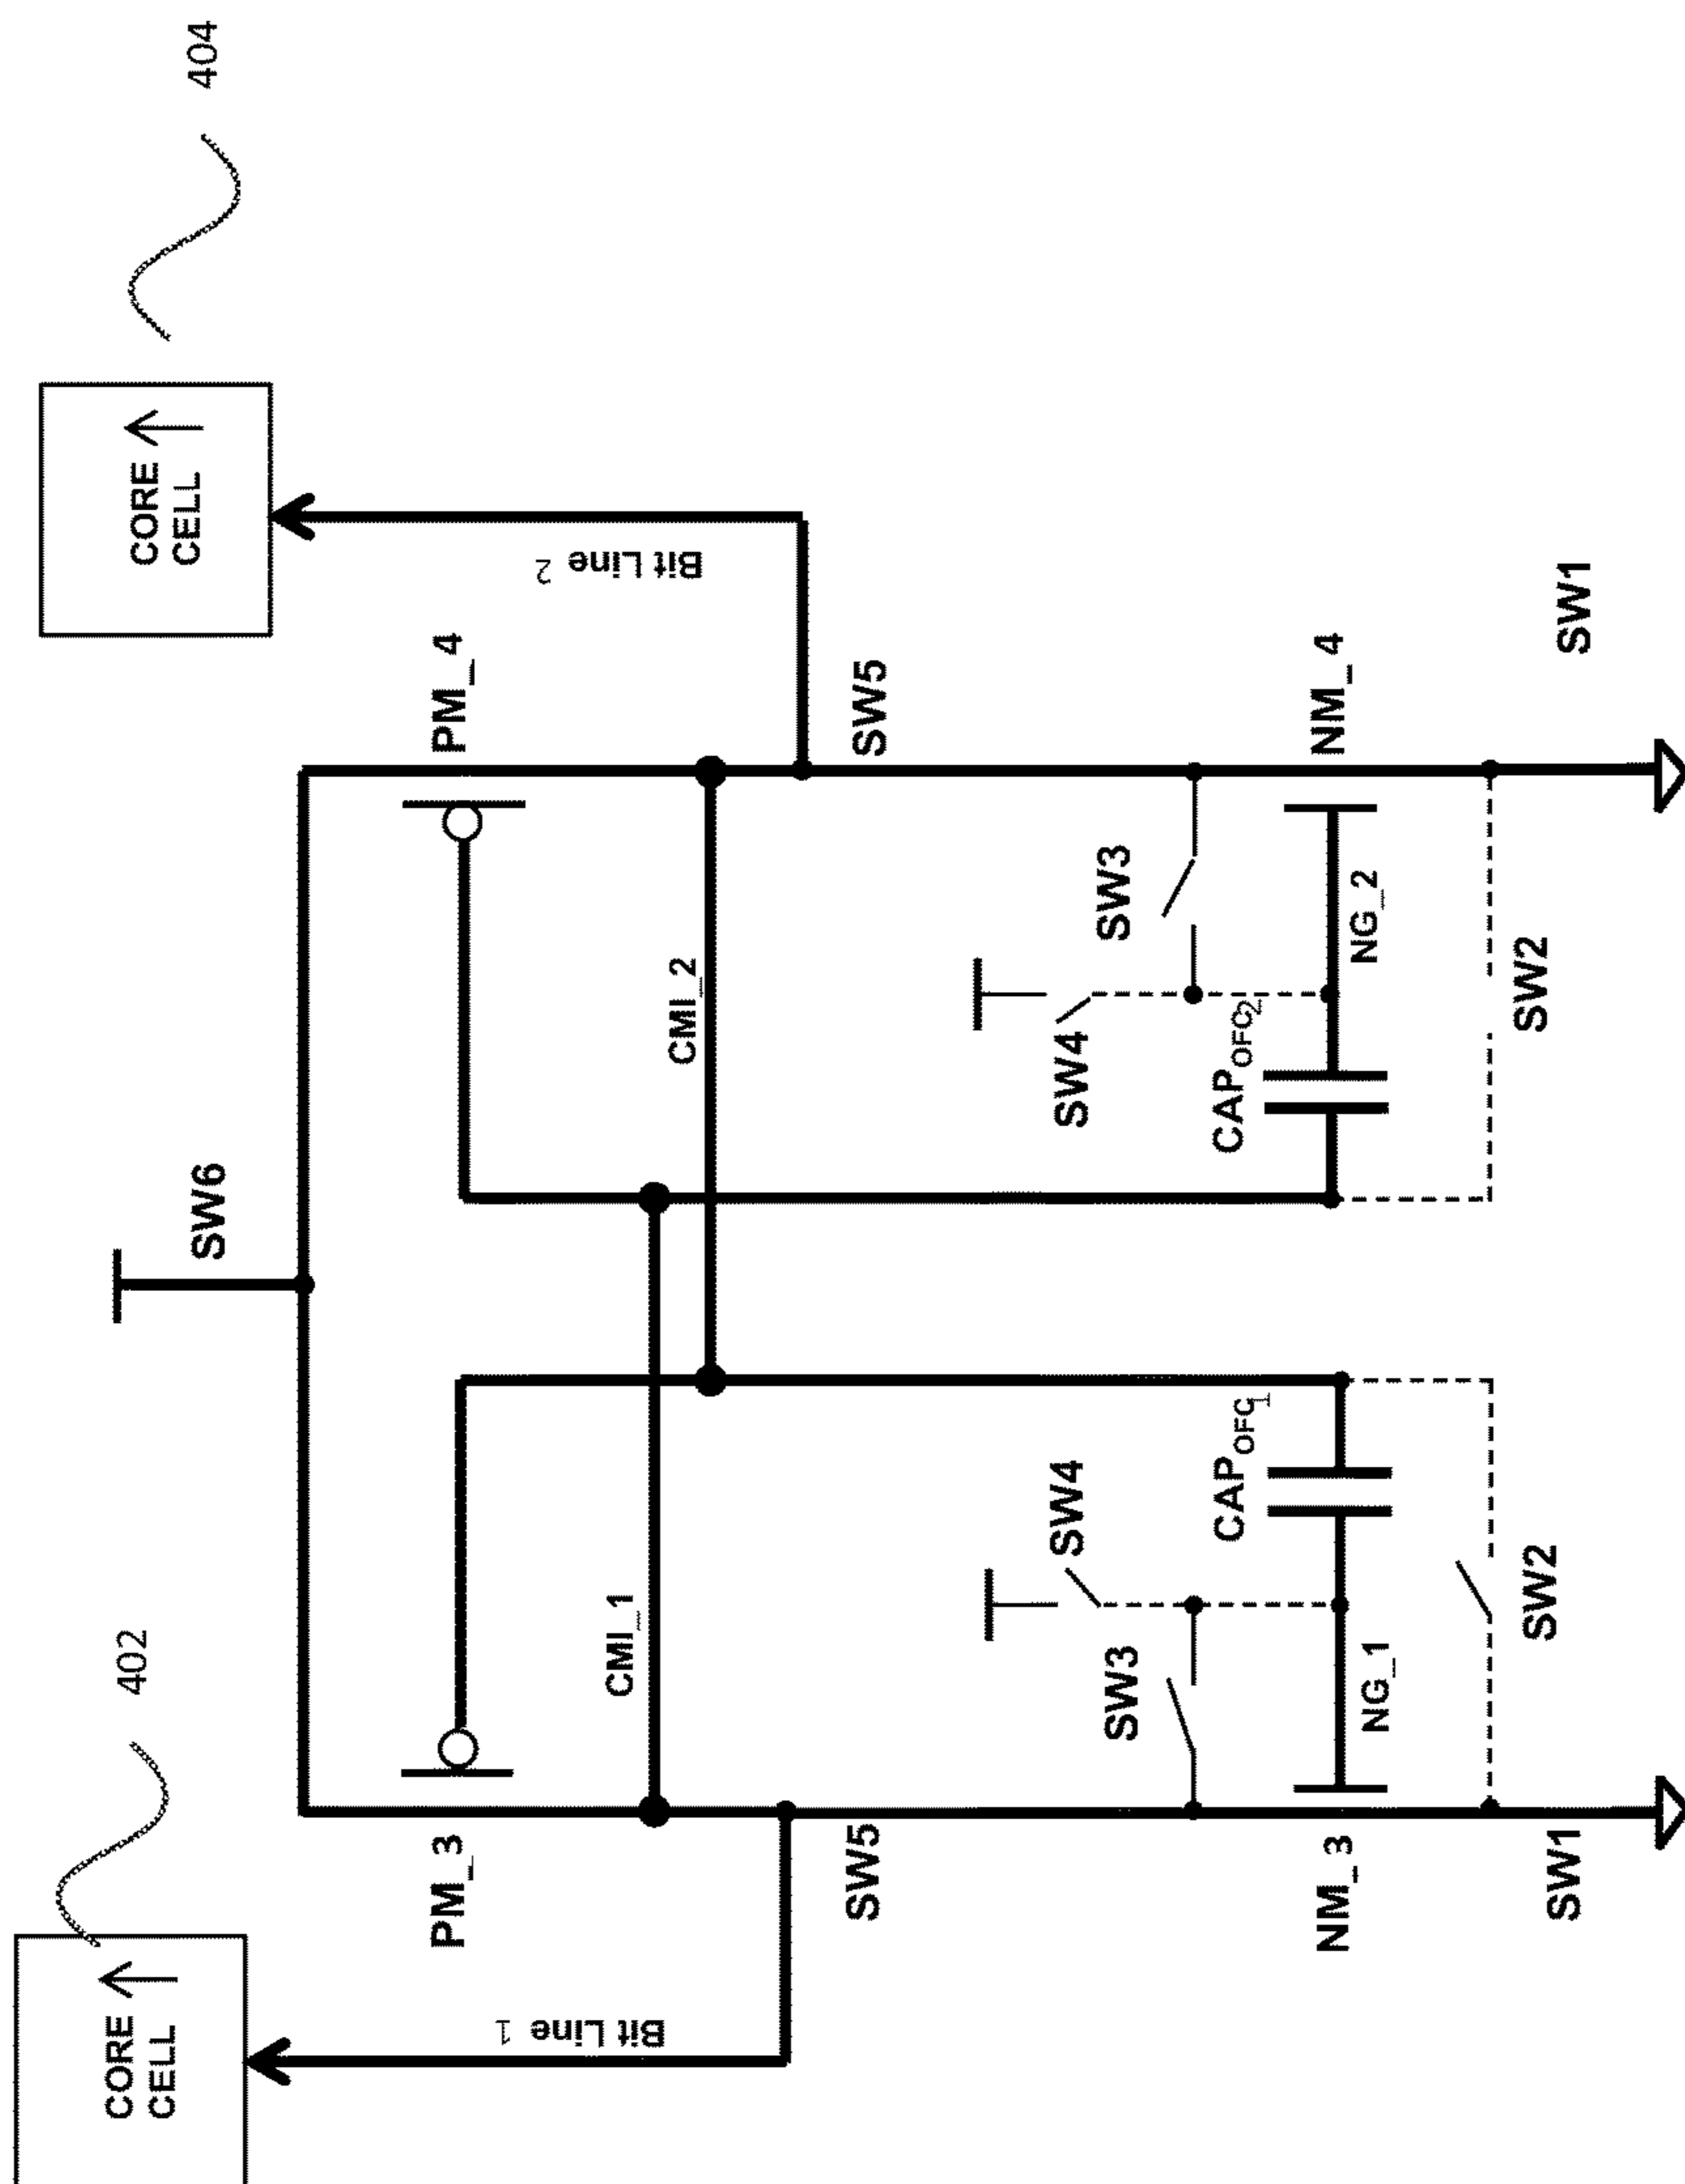 404
CORE
CELL
Bit Line 2
PM_4
SW5
NM_4
SW1
SW3
NG_2
SW4
CAPOFC2
SW2
CMI_2
SW6
CMI_1
SW4
CAPOFC1
SW3
NG_1
SW2
402
CORE
CELL
Bit Line 1
PM_3
SW5
NM_3
SW1